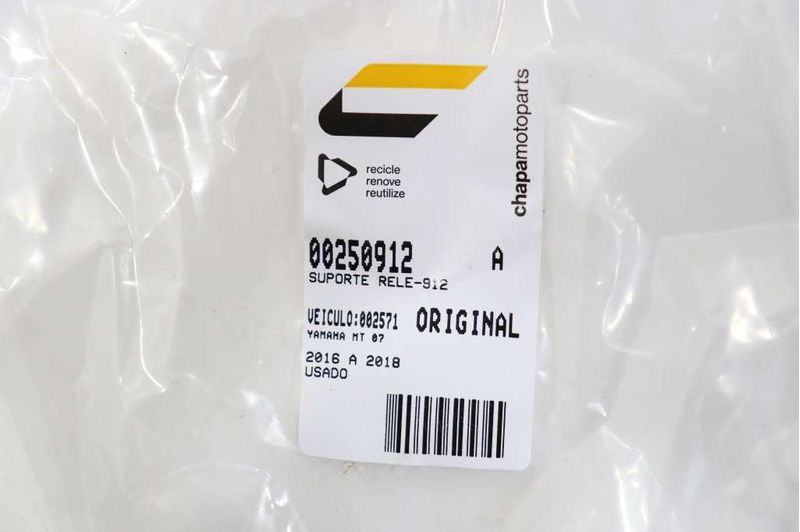 chapamotoparts
recicle
renove
reutilize
00250912 A
SUPORTE RELE-912
VEICULO:002571 ORIGINAL
YAMAHA MT 07
2016 A 2018
USADO